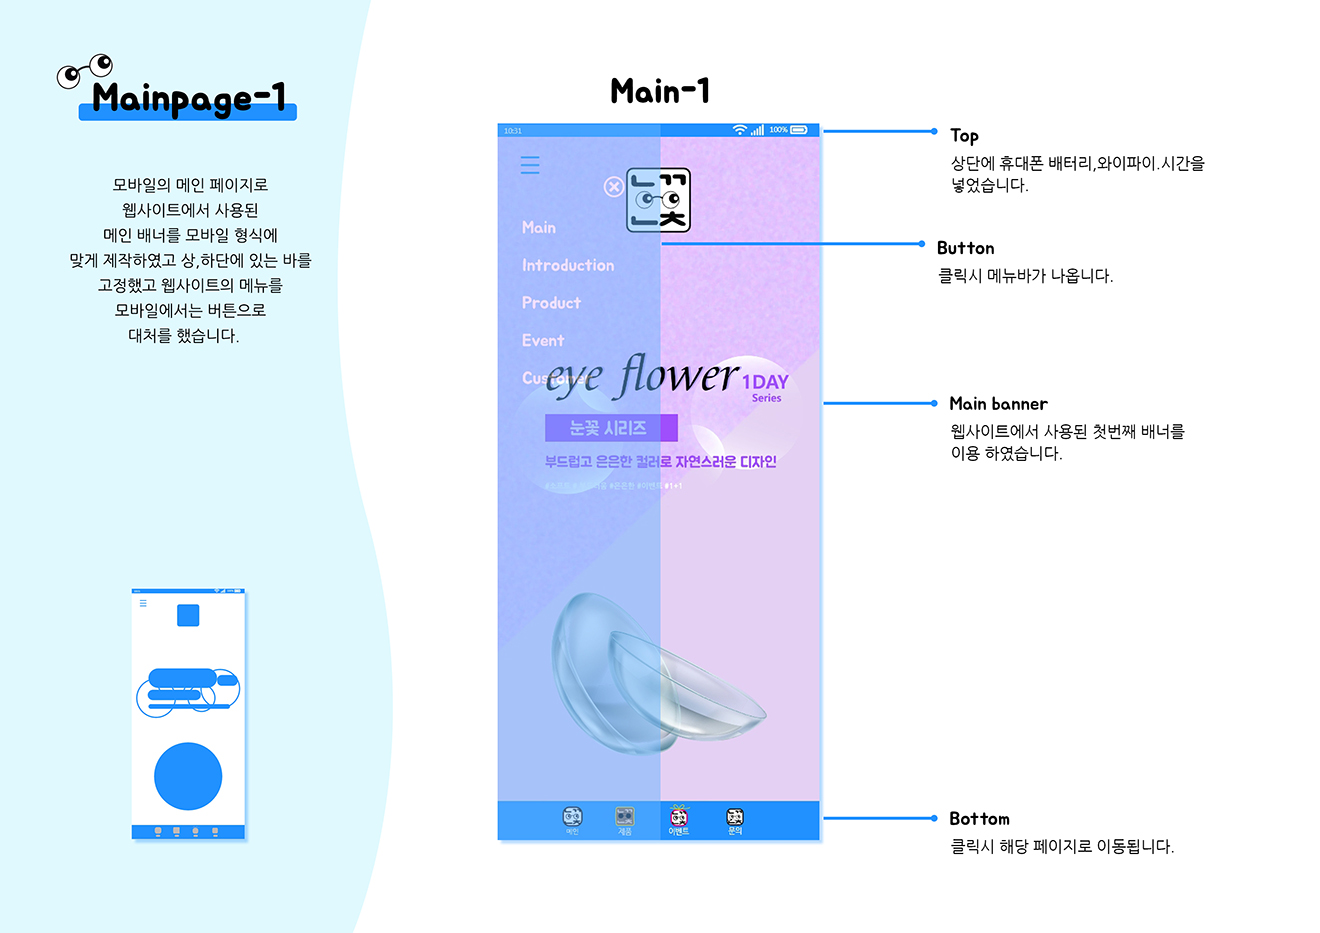 Mainpage-1
모바일의 메인 페이지로
웹사이트에서 사용된
메인 배너를 모바일 형식에
맞게 제작하였고 상,하단에 있는 바를
고정했고 웹사이트의 메뉴를
모바일에서는 버튼으로
대처를 했습니다.
Main-1
10:31
100%
눈꽃
Main
Introduction
Product
Event
Customer
eye flower 1DAY
Series
눈꽃 시리즈
부드럽고 은은한 컬러로 자연스러운 디자인
#은은한 #이벤트 #1+1
메인
제품
이벤트
문의
Top
상단에 휴대폰 배터리,와이파이.시간을
넣었습니다.
Button
클릭시 메뉴바가 나옵니다.
Main banner
웹사이트에서 사용된 첫번째 배너를
이용 하였습니다.
Bottom
클릭시 해당 페이지로 이동됩니다.